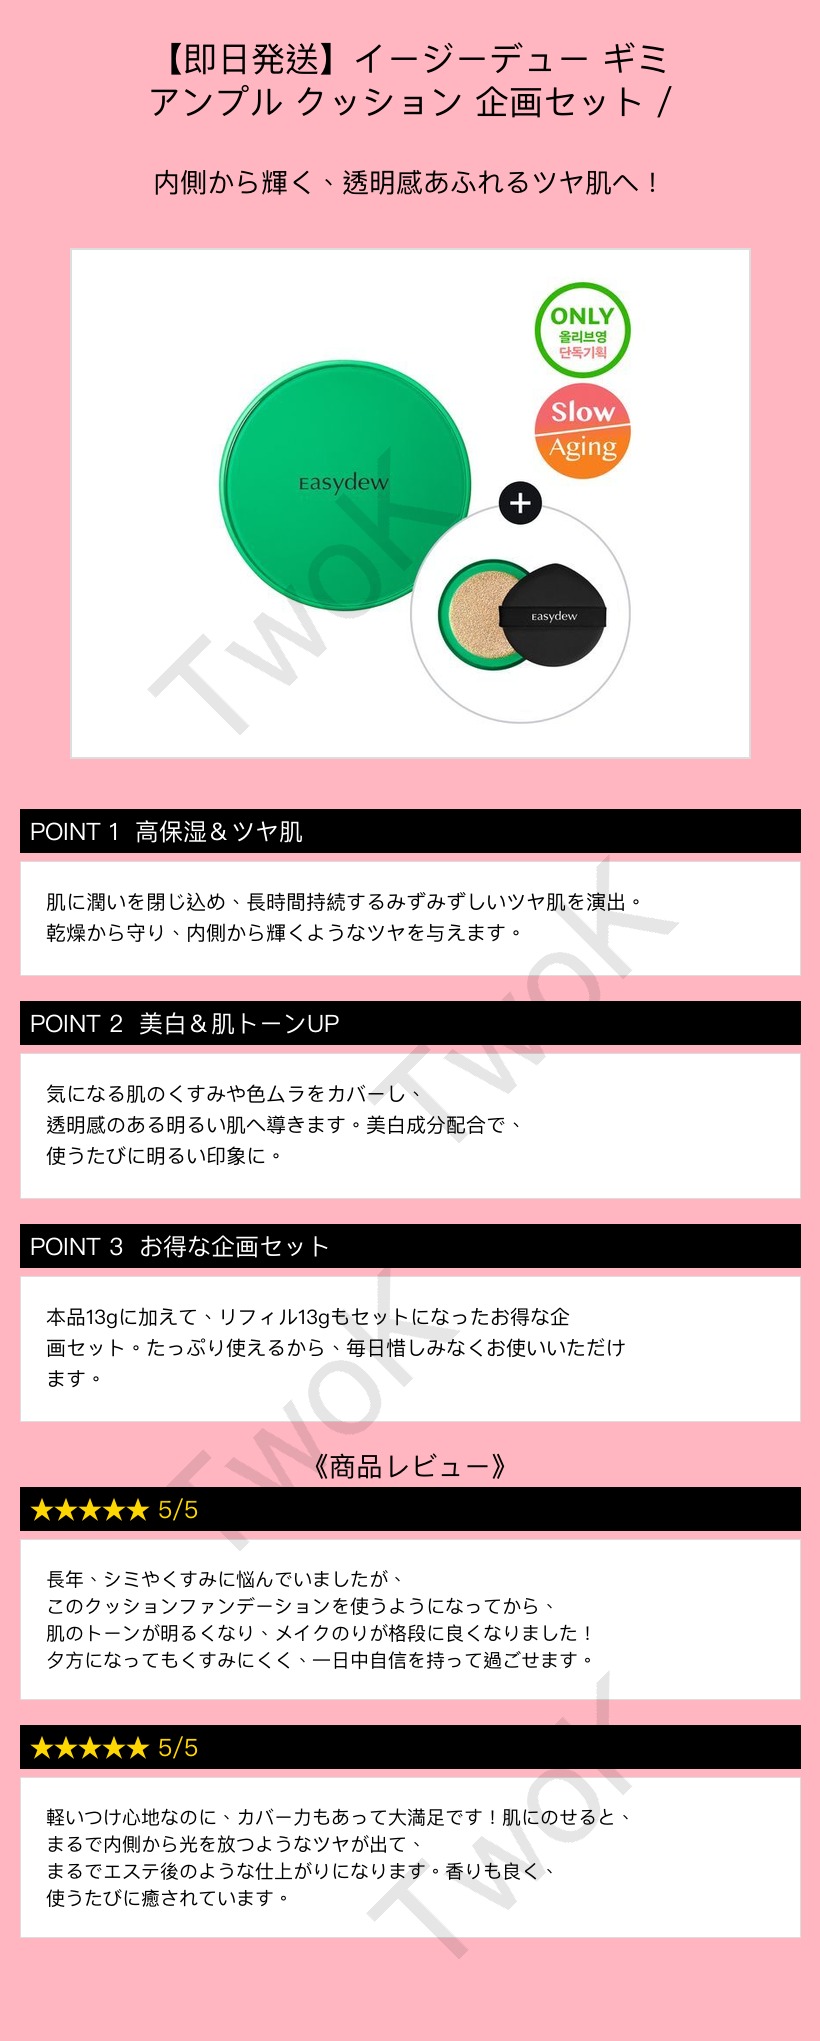 【即日発送】イージーデュー ギミ
アンプル クッション 企画セット /
内側から輝く、透明感あふれるツヤ肌へ！
ONLY
올리브영
단독기획
Slow
Aging
Easydew
+
Easydew
TwoK
POINT 1 高保湿＆ツヤ肌
肌に潤いを閉じ込め、長時間持続するみずみずしいツヤ肌を演出。
乾燥から守り、内側から輝くようなツヤを与えます。
TwoK
POINT 2 美白＆肌トーンUP
気になる肌のくすみや色ムラをカバーし、
透明感のある明るい肌へ導きます。美白成分配合で、
使うたびに明るい印象に。
POINT 3 お得な企画セット
本品13gに加えて、リフィル13gもセットになったお得な企
画セット。たっぷり使えるから、毎日惜しみなくお使いいただけ
ます。
TwoK
《商品レビュー》
★★★★★ 5/5
長年、シミやくすみに悩んでいましたが、
このクッションファンデーションを使うようになってから、
肌のトーンが明るくなり、メイクのりが格段に良くなりました！
夕方になってもくすみにくく、一日中自信を持って過ごせます。
★★★★★ 5/5
軽いつけ心地なのに、カバー力もあって大満足です！肌にのせると、
まるで内側から光を放つようなツヤが出て、
まるでエステ後のような仕上がりになります。香りも良く、
使うたびに癒されています。
TwoK